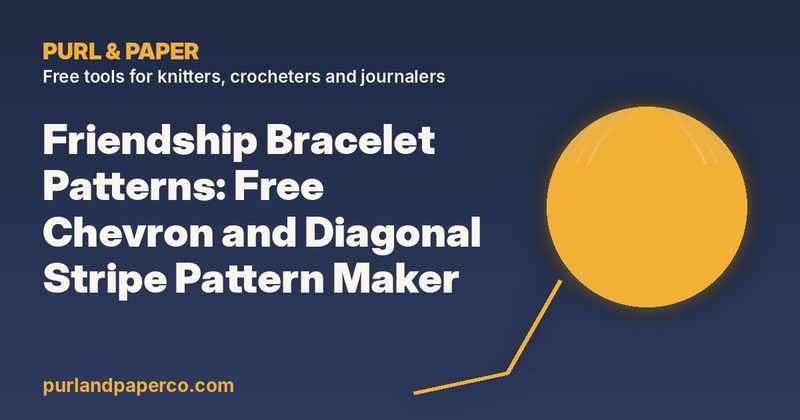 PURL & PAPER
Free tools for knitters, crocheters and journalers
Friendship Bracelet
Patterns: Free
Chevron and Diagonal
Stripe Pattern Maker
purlandpaperco.com